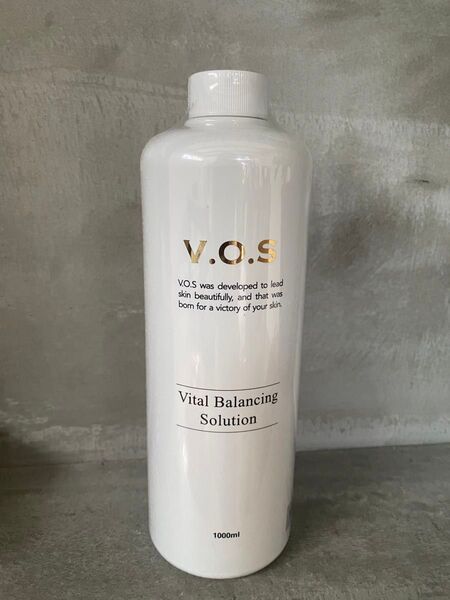 V.O.S
V.O.S was developed to lead
skin beautifully, and that was
born for a victory of your skin.
Vital Balancing
Solution
1000ml